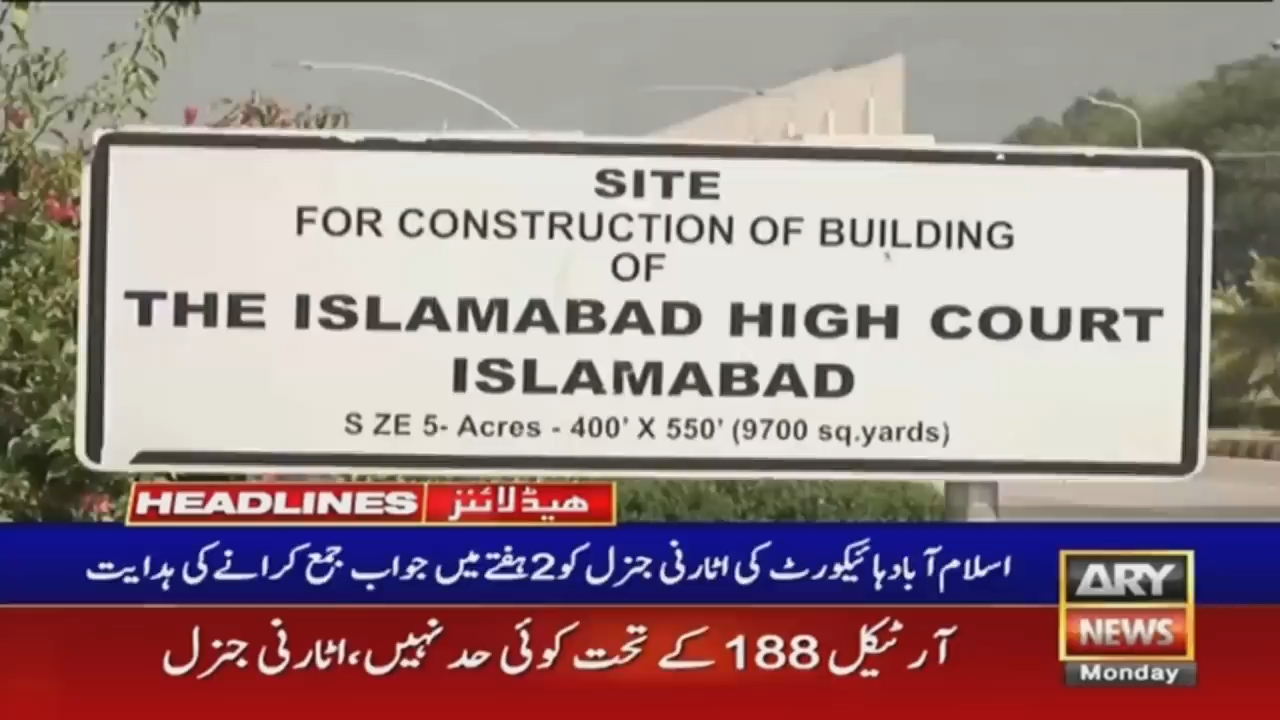 SITE
FOR CONSTRUCTION OF BUILDING
OF
THE ISLAMABAD HIGH COURT
ISLAMABAD
S ZE 5- Acres - 400' X 550' (9700 sq.yards)
HEADLINES ھیڈلائنز
اسلام آباد ہائیکورٹ کی اٹارنی جنرل کو 2 ہفتے میں جواب جمع کرانے کی ہدایت
آرٹیکل 188 کے تحت کوئی حد نہیں، اٹارنی جنرل
ARY
NEWS
Monday